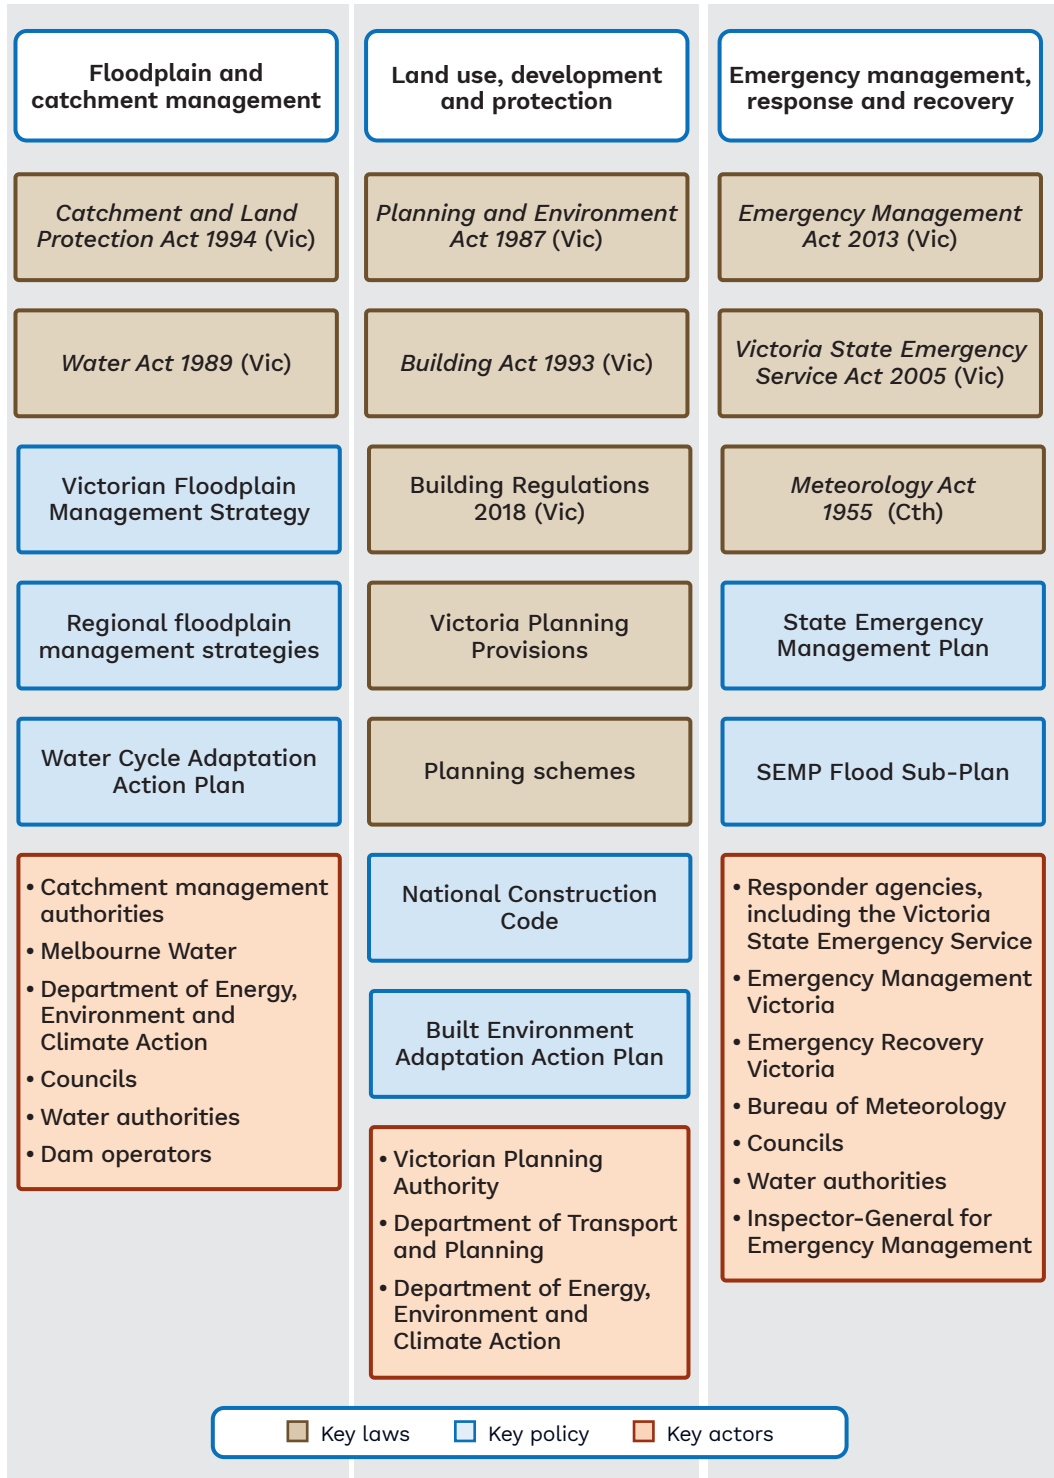 Floodplain and
catchment management
Catchment and Land
Protection Act 1994 (Vic)
Water Act 1989 (Vic)
Victorian Floodplain
Management Strategy
Regional floodplain
management strategies
Water Cycle Adaptation
Action Plan
• Catchment management
authorities
• Melbourne Water
• Department of Energy,
Environment and
Climate Action
• Councils
• Water authorities
• Dam operators
Land use, development
and protection
Planning and Environment
Act 1987 (Vic)
Building Act 1993 (Vic)
Building Regulations
2018 (Vic)
Victoria Planning
Provisions
Planning schemes
National Construction
Code
Built Environment
Adaptation Action Plan
• Victorian Planning
Authority
• Department of Transport
and Planning
• Department of Energy,
Environment and
Climate Action
Emergency management,
response and recovery
Emergency Management
Act 2013 (Vic)
Victoria State Emergency
Service Act 2005 (Vic)
Meteorology Act
1955 (Cth)
State Emergency
Management Plan
SEMP Flood Sub-Plan
• Responder agencies,
including the Victoria
State Emergency Service
• Emergency Management
Victoria
• Emergency Recovery
Victoria
• Bureau of Meteorology
• Councils
• Water authorities
• Inspector-General for
Emergency Management
Key laws
Key policy
Key actors